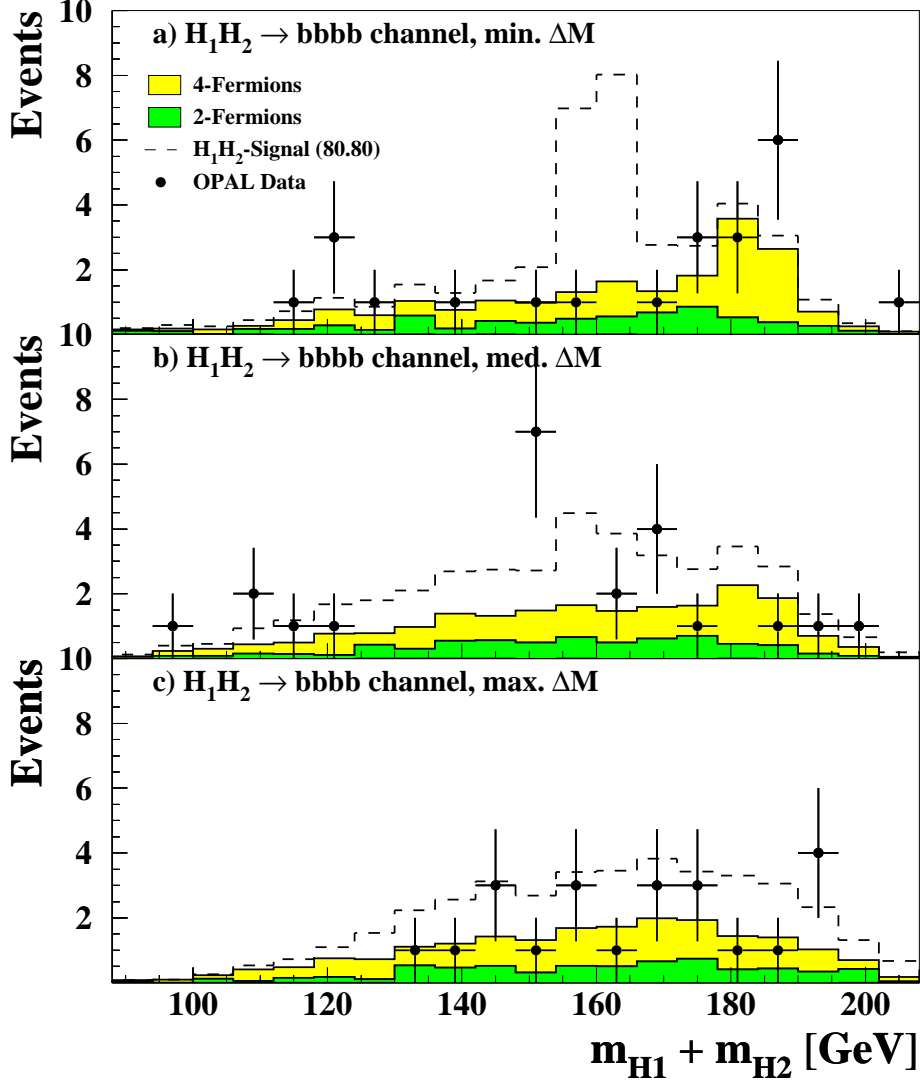 10
a) H1H2 → bbbb channel, min. ΔM
8
4-Fermions
2-Fermions
H1H2-Signal (80.80)
OPAL Data
6
4
2
Events
10
b) H1H2 → bbbb channel, med. ΔM
8
6
4
2
Events
10
c) H1H2 → bbbb channel, max. ΔM
8
6
4
2
Events
100 120 140 160 180 200
mH1 + mH2 [GeV]